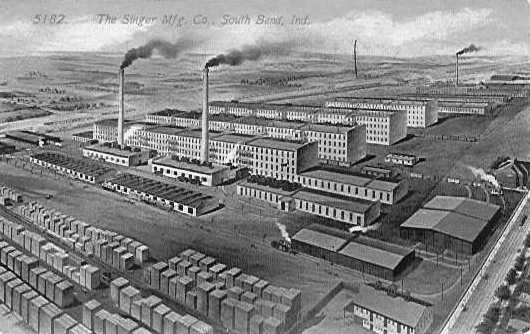 5182. The Singer Mfg. Co., South Bend, Ind.